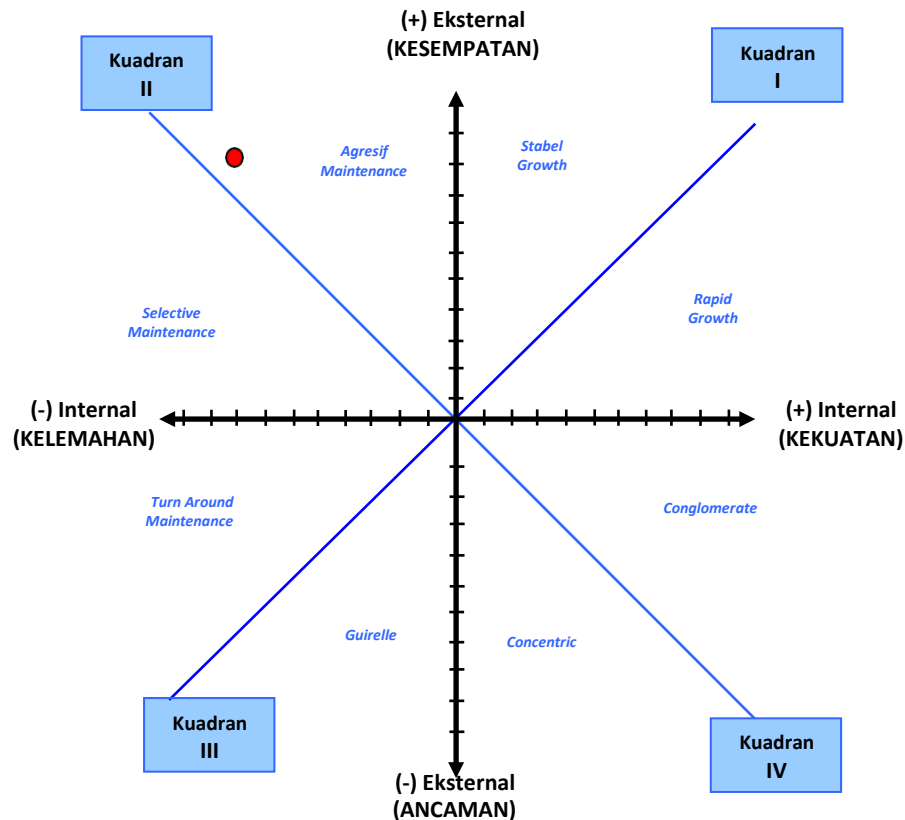 (+) Eksternal
(KESEMPATAN)
Kuadran
II
Kuadran
I
Agresif
Maintenance
Stabel
Growth
Selective
Maintenance
Rapid
Growth
(-) Internal
(KELEMAHAN)
(+) Internal
(KEKUATAN)
Turn Around
Maintenance
Conglomerate
Guirelle
Concentric
Kuadran
III
Kuadran
IV
(-) Eksternal
(ANCAMAN)